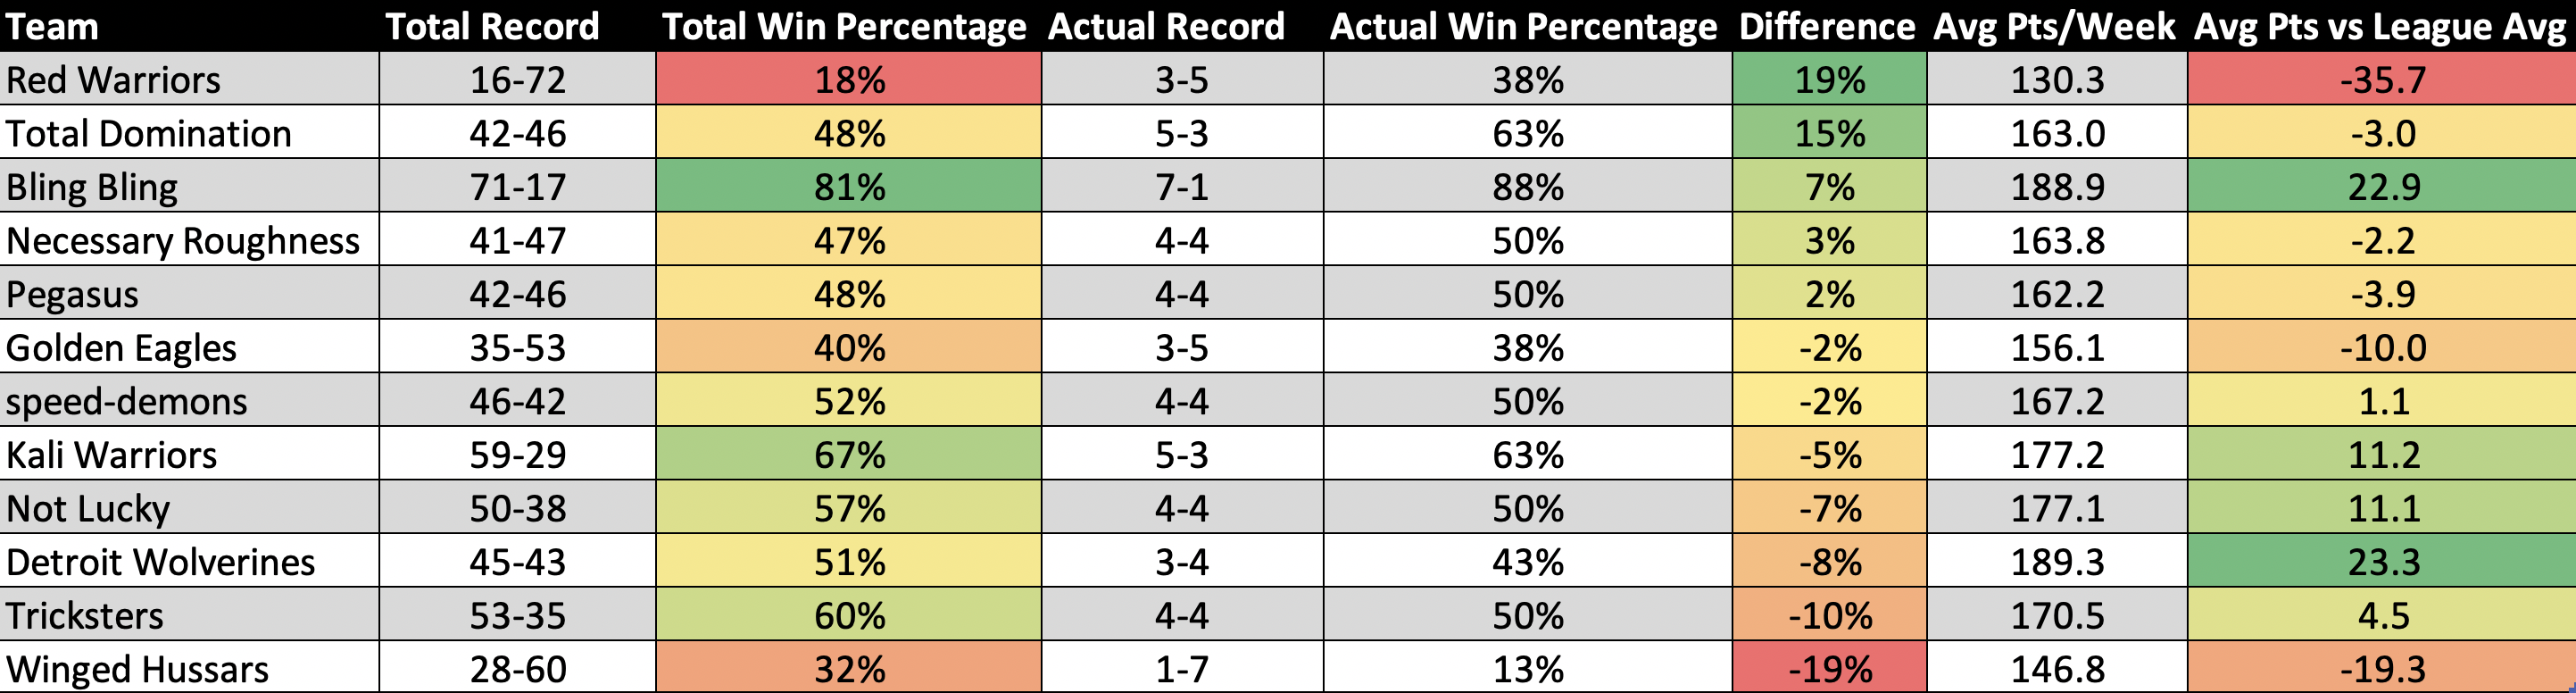 Team Total Record Total Win Percentage Actual Record Actual Win Percentage Difference Avg Pts/Week Avg Pts vs League Avg
Red Warriors 16-72 18% 3-5 38% 19% 130.3 -35.7
Total Domination 42-46 48% 5-3 63% 15% 163.0 -3.0
Bling Bling 71-17 81% 7-1 88% 7% 188.9 22.9
Necessary Roughness 41-47 47% 4-4 50% 3% 163.8 -2.2
Pegasus 42-46 48% 4-4 50% 2% 162.2 -3.9
Golden Eagles 35-53 40% 3-5 38% -2% 156.1 -10.0
speed-demons 46-42 52% 4-4 50% -2% 167.2 1.1
Kali Warriors 59-29 67% 5-3 63% -5% 177.2 11.2
Not Lucky 50-38 57% 4-4 50% -7% 177.1 11.1
Detroit Wolverines 45-43 51% 3-4 43% -8% 189.3 23.3
Tricksters 53-35 60% 4-4 50% -10% 170.5 4.5
Winged Hussars 28-60 32% 1-7 13% -19% 146.8 -19.3